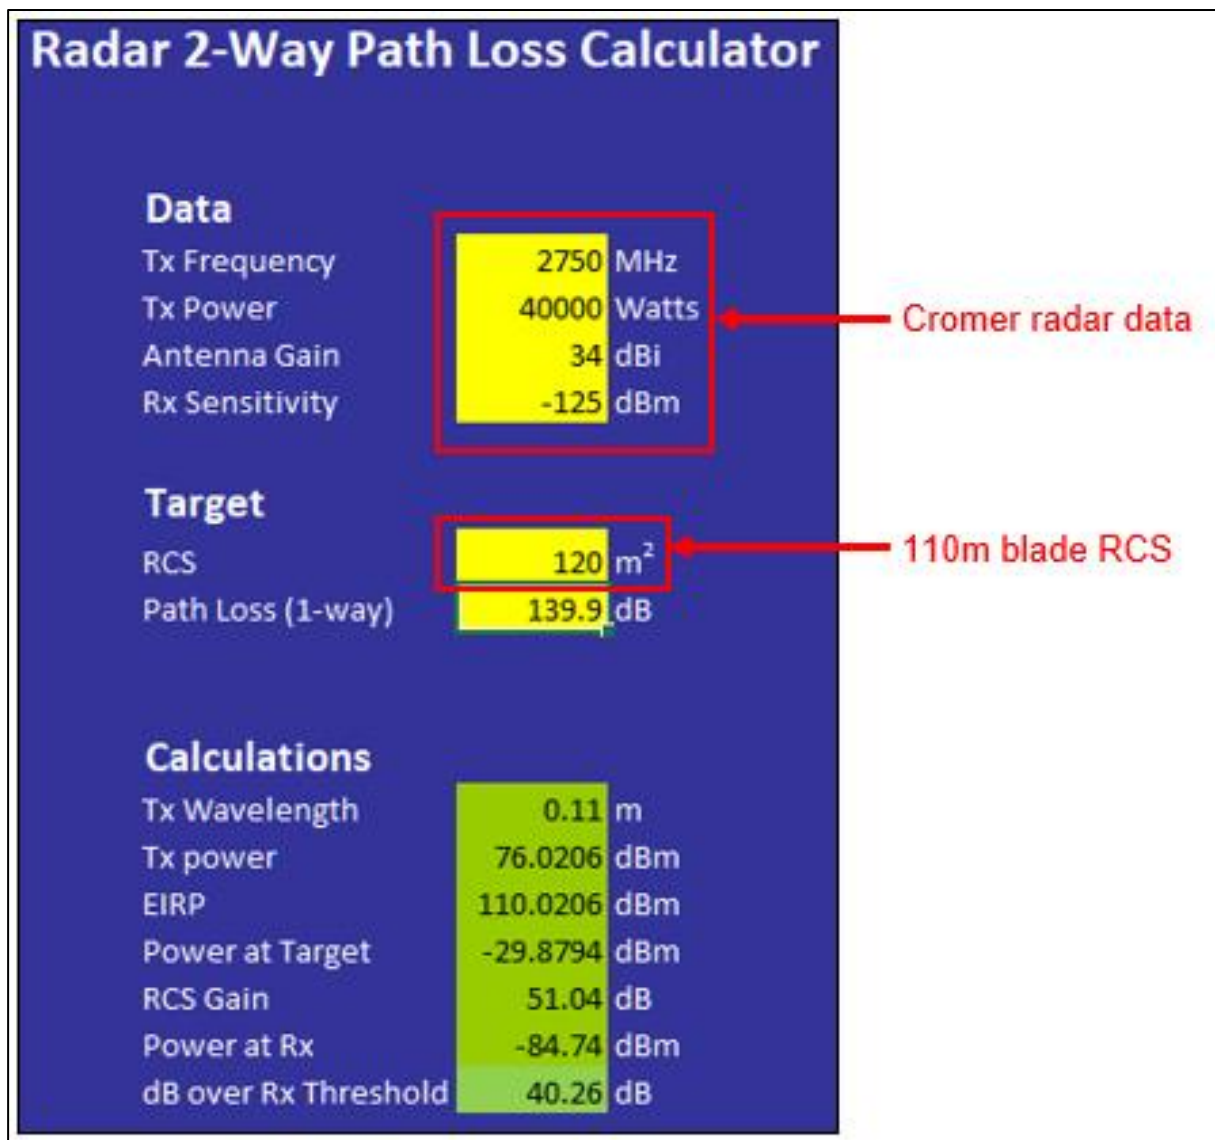 Radar 2-Way Path Loss Calculator
Data
Tx Frequency 2750 MHz
Tx Power 40000 Watts
Cromer radar data
Antenna Gain 34 dBi
Rx Sensitivity -125 dBm
Target
RCS 120 m²
110m blade RCS
Path Loss (1-way) 139.9 dB
Calculations
Tx Wavelength 0.11 m
Tx power 76.0206 dBm
EIRP 110.0206 dBm
Power at Target -29.8794 dBm
RCS Gain 51.04 dB
Power at Rx -84.74 dBm
dB over Rx Threshold 40.26 dB